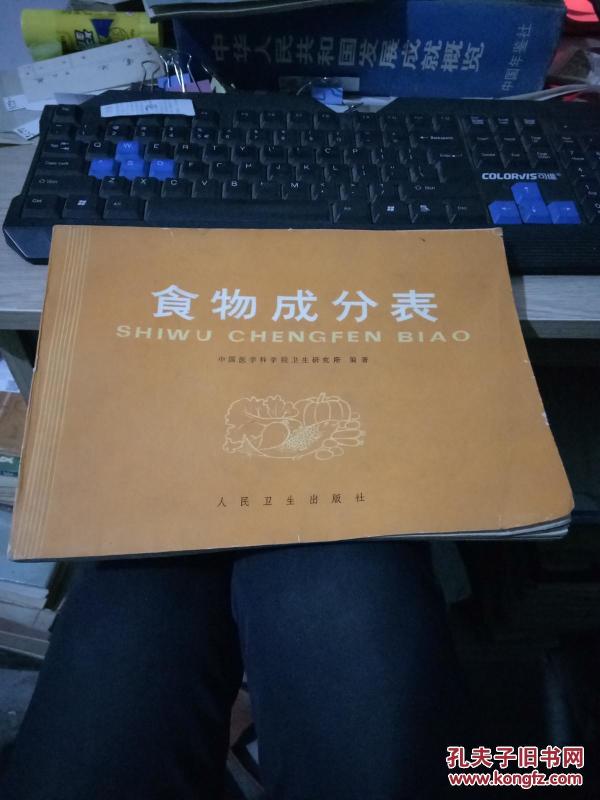 中华人民共和国发展成就概览
中国年鉴社
COLORVIS 可维
食物成分表
SHIWU CHENGFEN BIAO
中国医学科学院卫生研究所 编著
人民卫生出版社
孔夫子旧书网
www.kongfz.com